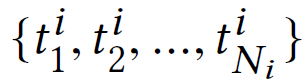 $\{t_1^i, t_2^i, ..., t_{N_i}^i\}$